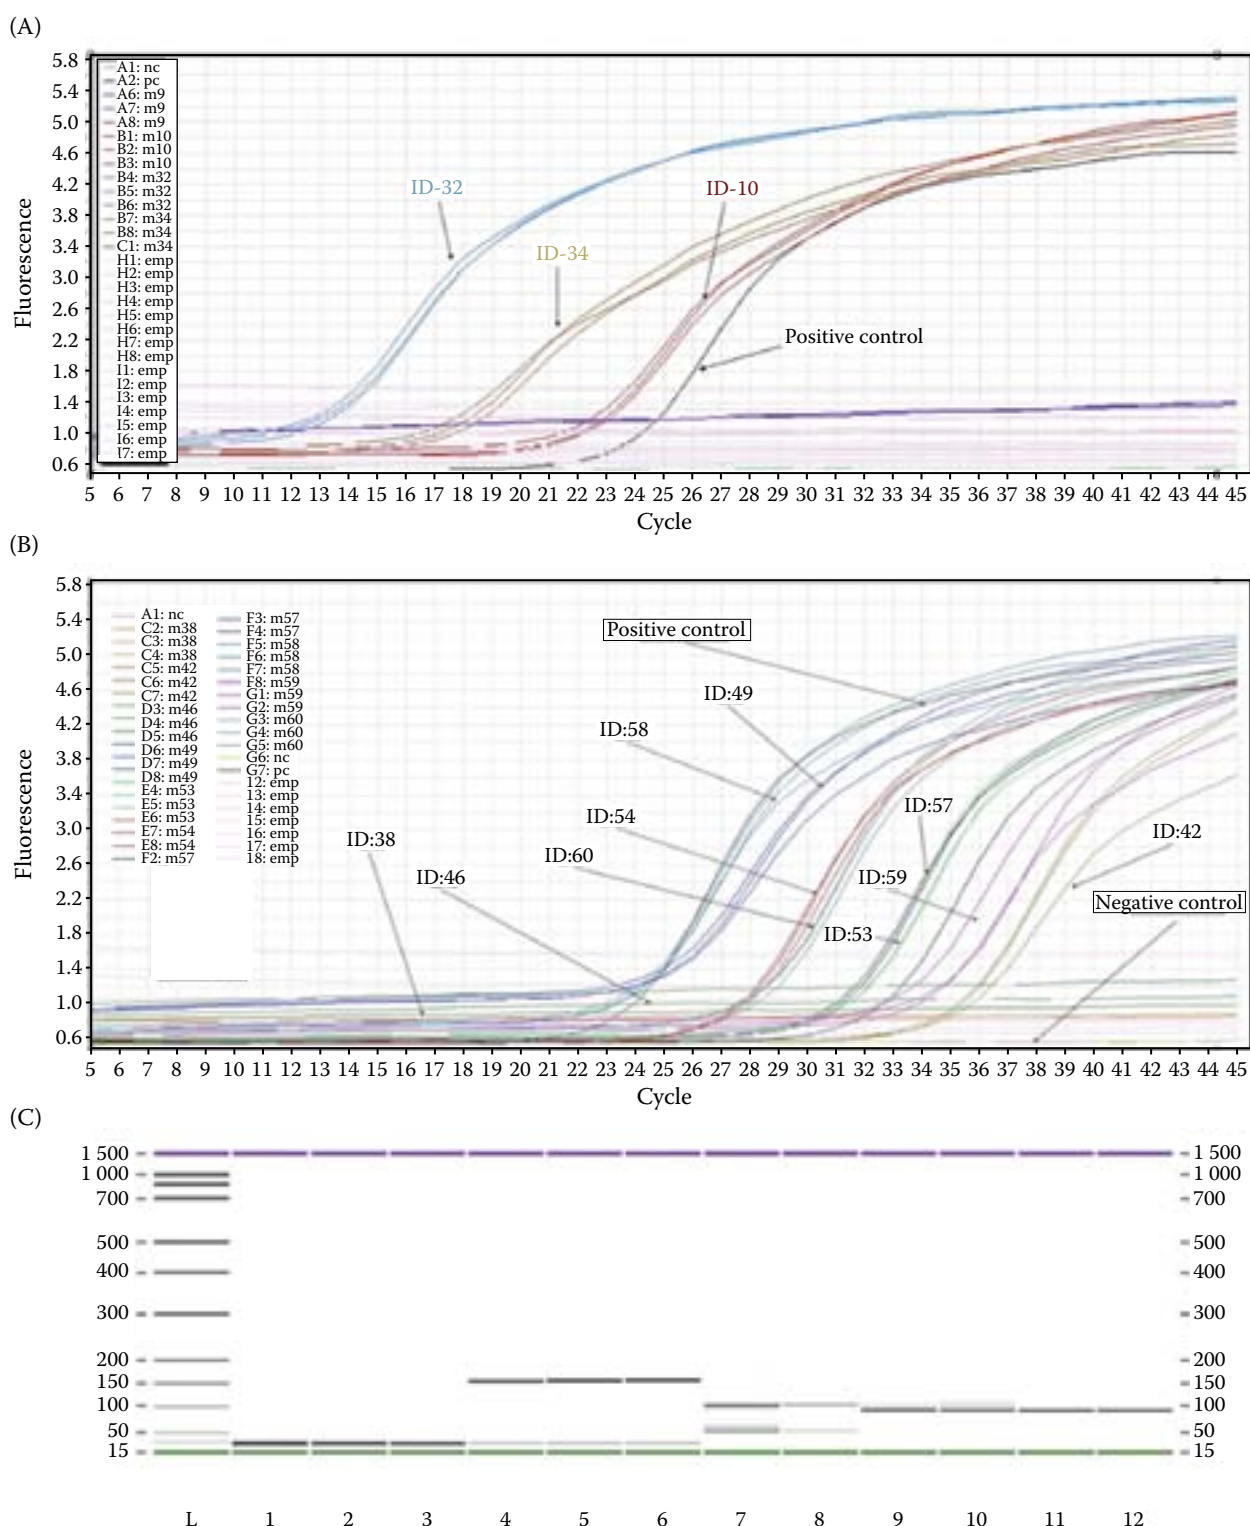 (A)
5.8
5.4
5.0
4.6
4.2
3.8
3.4
3.0
2.6
2.2
1.8
1.4
1.0
0.6
Fluorescence
A1: nc
A2: pc
A6: m9
A7: m9
A8: m9
B1: m10
B2: m10
B3: m10
B4: m32
B5: m32
B6: m32
B7: m34
B8: m34
C1: m34
H1: emp
H2: emp
H3: emp
H4: emp
H5: emp
H6: emp
H7: emp
H8: emp
I1: emp
I2: emp
I3: emp
I4: emp
I5: emp
I6: emp
I7: emp
ID-32
ID-10
ID-34
Positive control
5 6 7 8 9 10 11 12 13 14 15 16 17 18 19 20 21 22 23 24 25 26 27 28 29 30 31 32 33 34 35 36 37 38 39 40 41 42 43 44 45
Cycle
(B)
5.8
5.4
5.0
4.6
4.2
3.8
3.4
3.0
2.6
2.2
1.8
1.4
1.0
0.6
Fluorescence
A1: nc
C2: m38
C3: m38
C4: m38
C5: m42
C6: m42
C7: m42
D3: m46
D4: m46
D5: m46
D6: m49
D7: m49
D8: m49
E4: m53
E5: m53
E6: m53
E7: m54
E8: m54
F2: m57
F3: m57
F4: m57
F5: m58
F6: m58
F7: m58
F8: m59
G1: m59
G2: m59
G3: m60
G4: m60
G5: m60
G6: nc
G7: pc
12: emp
13: emp
14: emp
15: emp
16: emp
17: emp
18: emp
Positive control
ID:49
ID:58
ID:57
ID:54
ID:42
ID:38
ID:60
ID:46
ID:59
Negative control
ID:53
5 6 7 8 9 10 11 12 13 14 15 16 17 18 19 20 21 22 23 24 25 26 27 28 29 30 31 32 33 34 35 36 37 38 39 40 41 42 43 44 45
Cycle
(C)
1 500 1 500
1 000 1 000
700 700
500 500
400 400
300 300
200 200
150 150
100 100
50 50
15 15
L 1 2 3 4 5 6 7 8 9 10 11 12